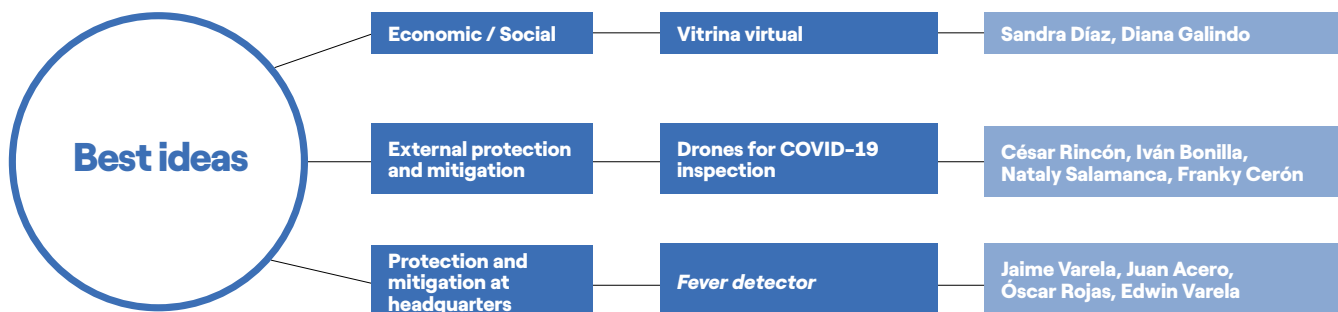 Best ideas
Economic / Social
Vitrina virtual
Sandra Díaz, Diana Galindo
External protection
and mitigation
Drones for COVID-19
inspection
César Rincón, Iván Bonilla,
Nataly Salamanca, Franky Cerón
Protection and
mitigation at
headquarters
Fever detector
Jaime Varela, Juan Acero,
Óscar Rojas, Edwin Varela